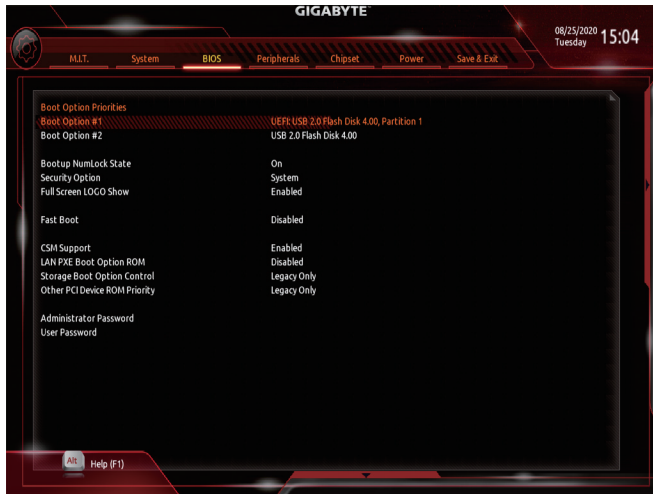 GIGABYTE
08/25/2020 15:04
Tuesday
M.I.T. System BIOS Peripherals Chipset Power Save & Exit
Boot Option Priorities
Boot Option #1 UEFI: USB 2.0 Flash Disk 4.00, Partition 1
Boot Option #2 USB 2.0 Flash Disk 4.00
Bootup NumLock State On
Security Option System
Full Screen LOGO Show Enabled
Fast Boot Disabled
CSM Support Enabled
LAN PXE Boot Option ROM Disabled
Storage Boot Option Control Legacy Only
Other PCI Device ROM Priority Legacy Only
Administrator Password
User Password
Alt Help (F1)